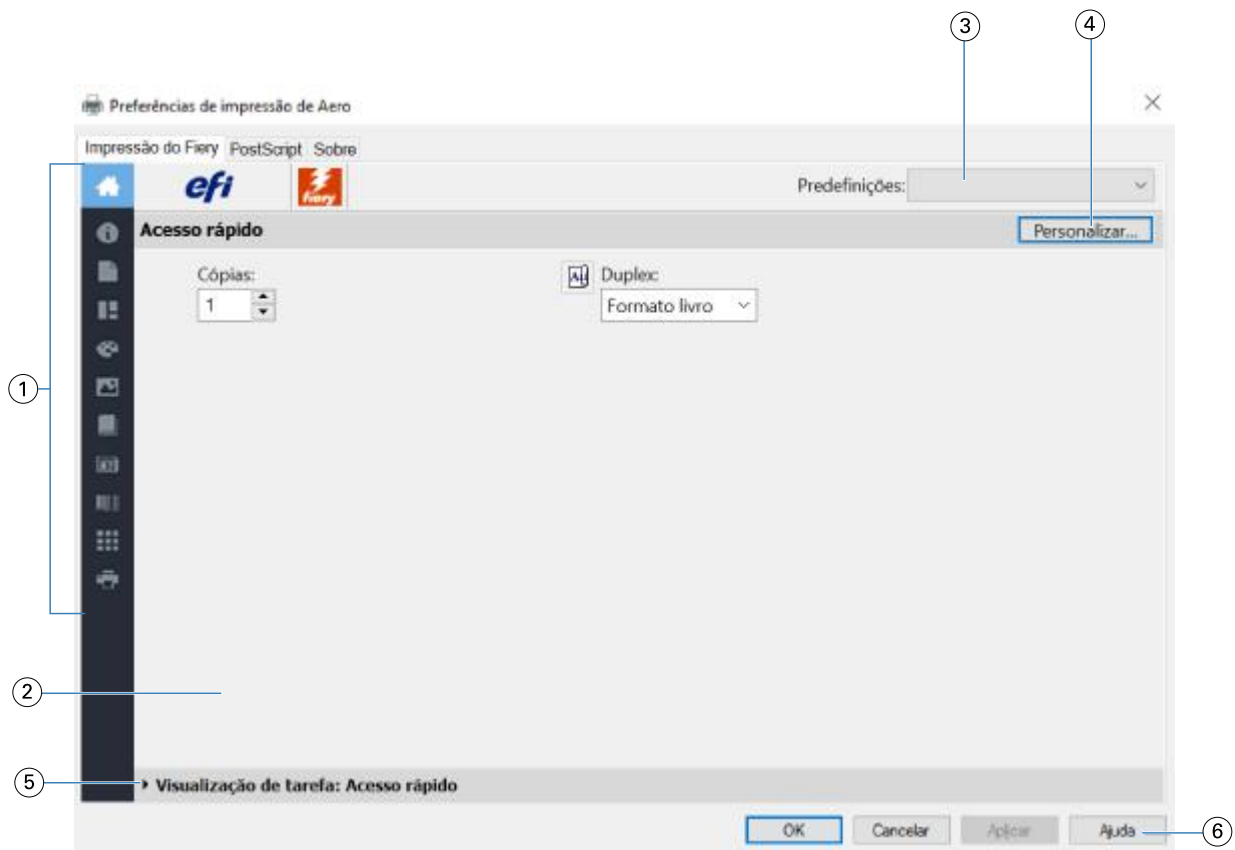 3 4
Preferências de impressão de Aero
Impressão do Fiery PostScript Sobre
efi fiery Predefinições:
Acesso rápido Personalizar...
Cópias: Duplex:
1 Formato livro
1
2
5 Visualização de tarefa: Acesso rápido
OK Cancelar Aplicar Ajuda 6